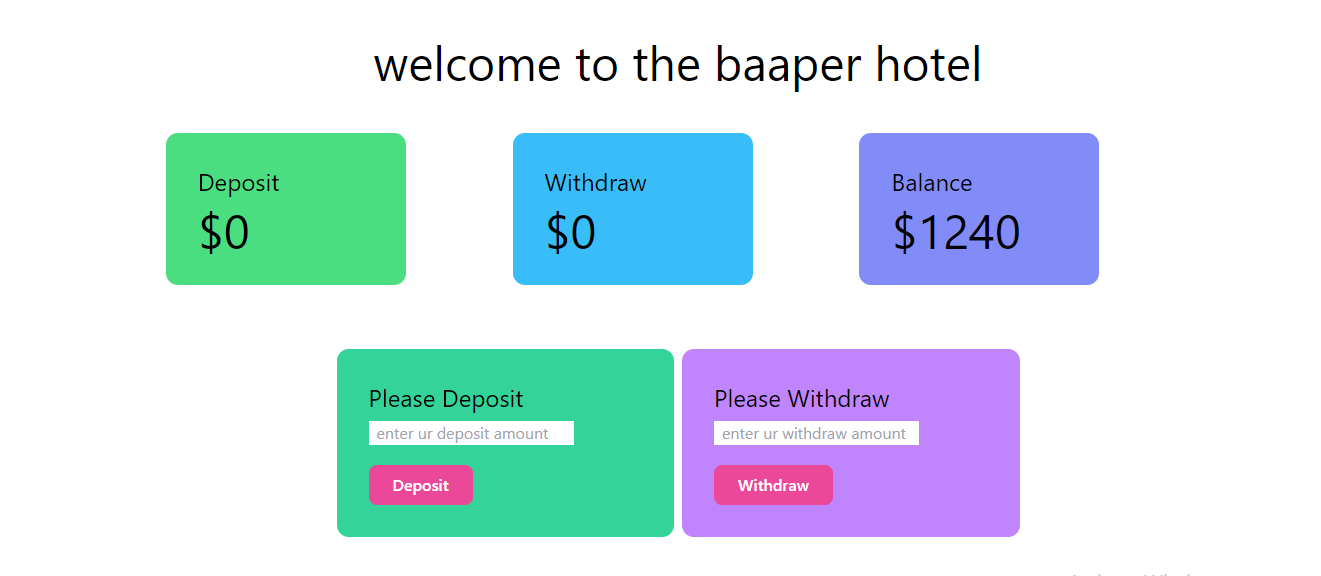 welcome to the baaper hotel
Deposit
$0
Withdraw
$0
Balance
$1240
Please Deposit
enter ur deposit amount
Deposit
Please Withdraw
enter ur withdraw amount
Withdraw